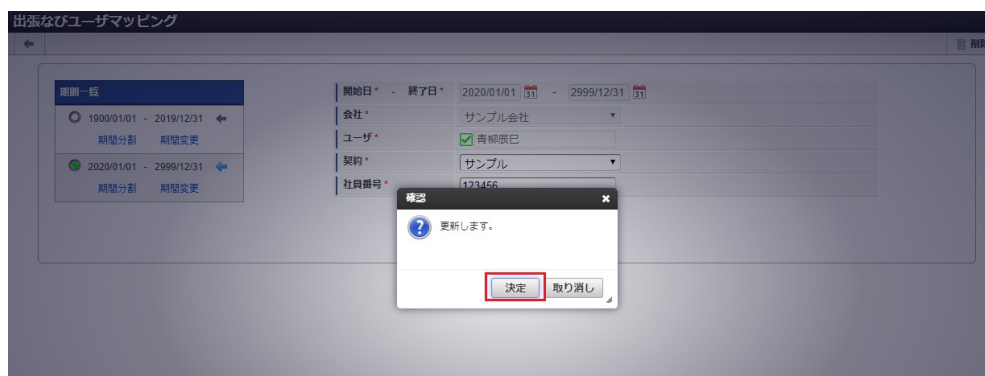 出張なびユーザマッピング
削除
期間一覧
開始日* - 終了日* 2020/01/01 31 - 2999/12/31 31
1900/01/01 - 2019/12/31
期間分割 期間変更
2020/01/01 - 2999/12/31
期間分割 期間変更
会社* サンプル会社
ユーザ* 青柳辰巳
契約* サンプル
社員番号* 123456
確認
更新します。
決定 取り消し